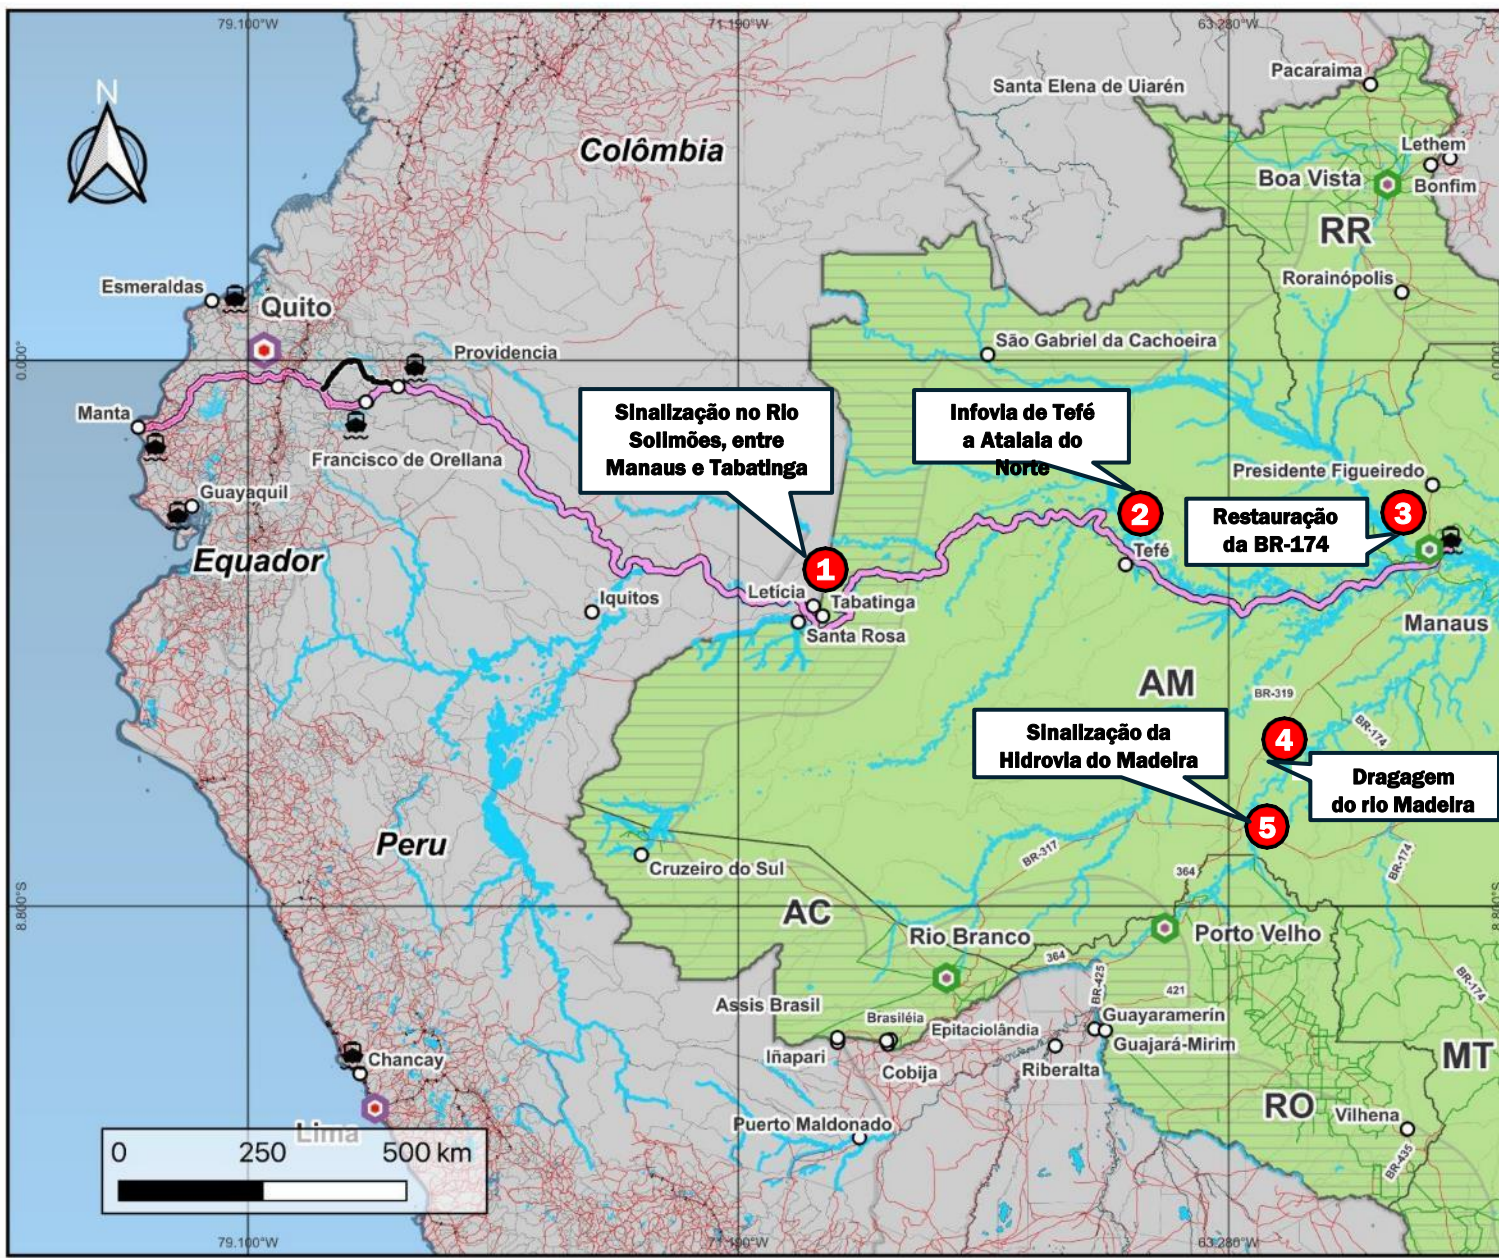 79.100°W
71.190°W
63.280°W
N
Pacaraima
Santa Elena de Uiarén
Colômbia
Lethem
Boa Vista
Bonfim
RR
Esmeraldas
Rorainópolis
Quito
São Gabriel da Cachoeira
Providencia
0.000°
0.000°
Manta
Sinalização no Rio
Solimões, entre
Manaus e Tabatinga
Infovia de Tefé
a Atalaia do
Norte
Francisco de Orellana
Presidente Figueiredo
Guayaquil
2
3
Restauração
da BR-174
Equador
Tefé
1
Letícia
Iquitos
Tabatinga
Santa Rosa
Manaus
AM
BR-319
Sinalização da
Hidrovia do Madeira
BR-174
4
Dragagem
do rio Madeira
5
Peru
BR-317
BR-174
Cruzeiro do Sul
364
8.800°S
8.800°S
AC
Rio Branco
Porto Velho
364
BR-425
421
BR-174
Assis Brasil
Brasiléia
Epitaciolândia
Guayaramerín
Iñapari
Guajará-Mirim
Chancay
Cobija
Riberalta
MT
RO
Vilhena
Puerto Maldonado
Lima
BR-435
0
250
500 km
79.100°W
71.190°W
63.280°W